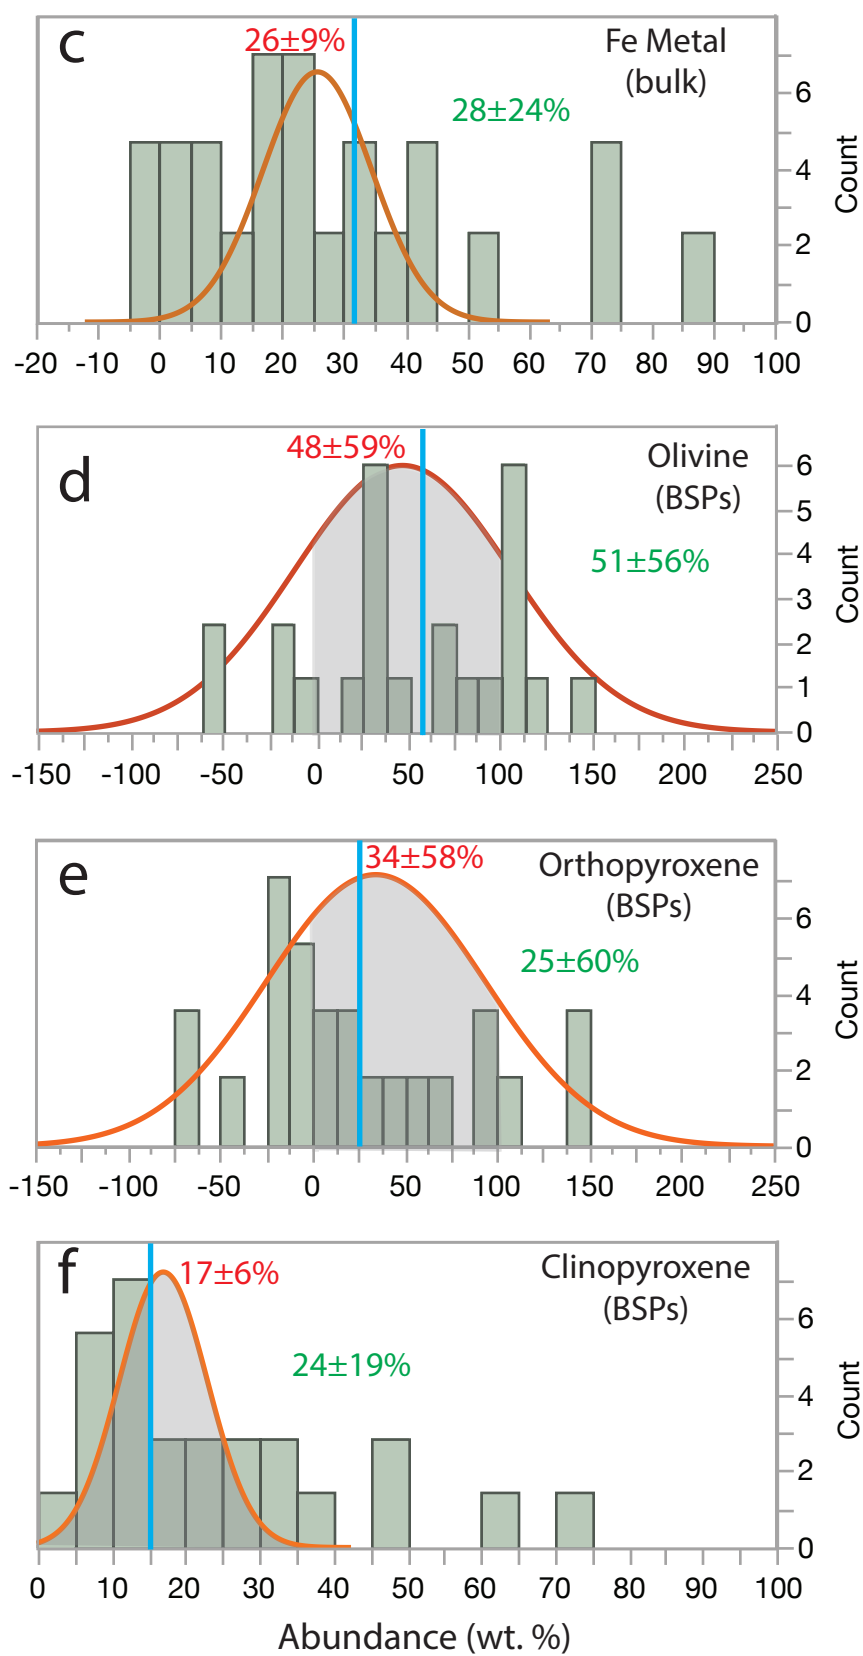 c
26±9%
Fe Metal
(bulk)
28±24%
6
4
2
0
Count
-20 -10 0 10 20 30 40 50 60 70 80 90 100
d
48±59%
Olivine
(BSPs)
51±56%
6
5
4
3
2
1
0
Count
-150 -100 -50 0 50 100 150 200 250
e
34±58%
Orthopyroxene
(BSPs)
25±60%
6
4
2
0
Count
-150 -100 -50 0 50 100 150 200 250
f
17±6%
Clinopyroxene
(BSPs)
24±19%
6
4
2
0
Count
0 10 20 30 40 50 60 70 80 90 100
Abundance (wt. %)